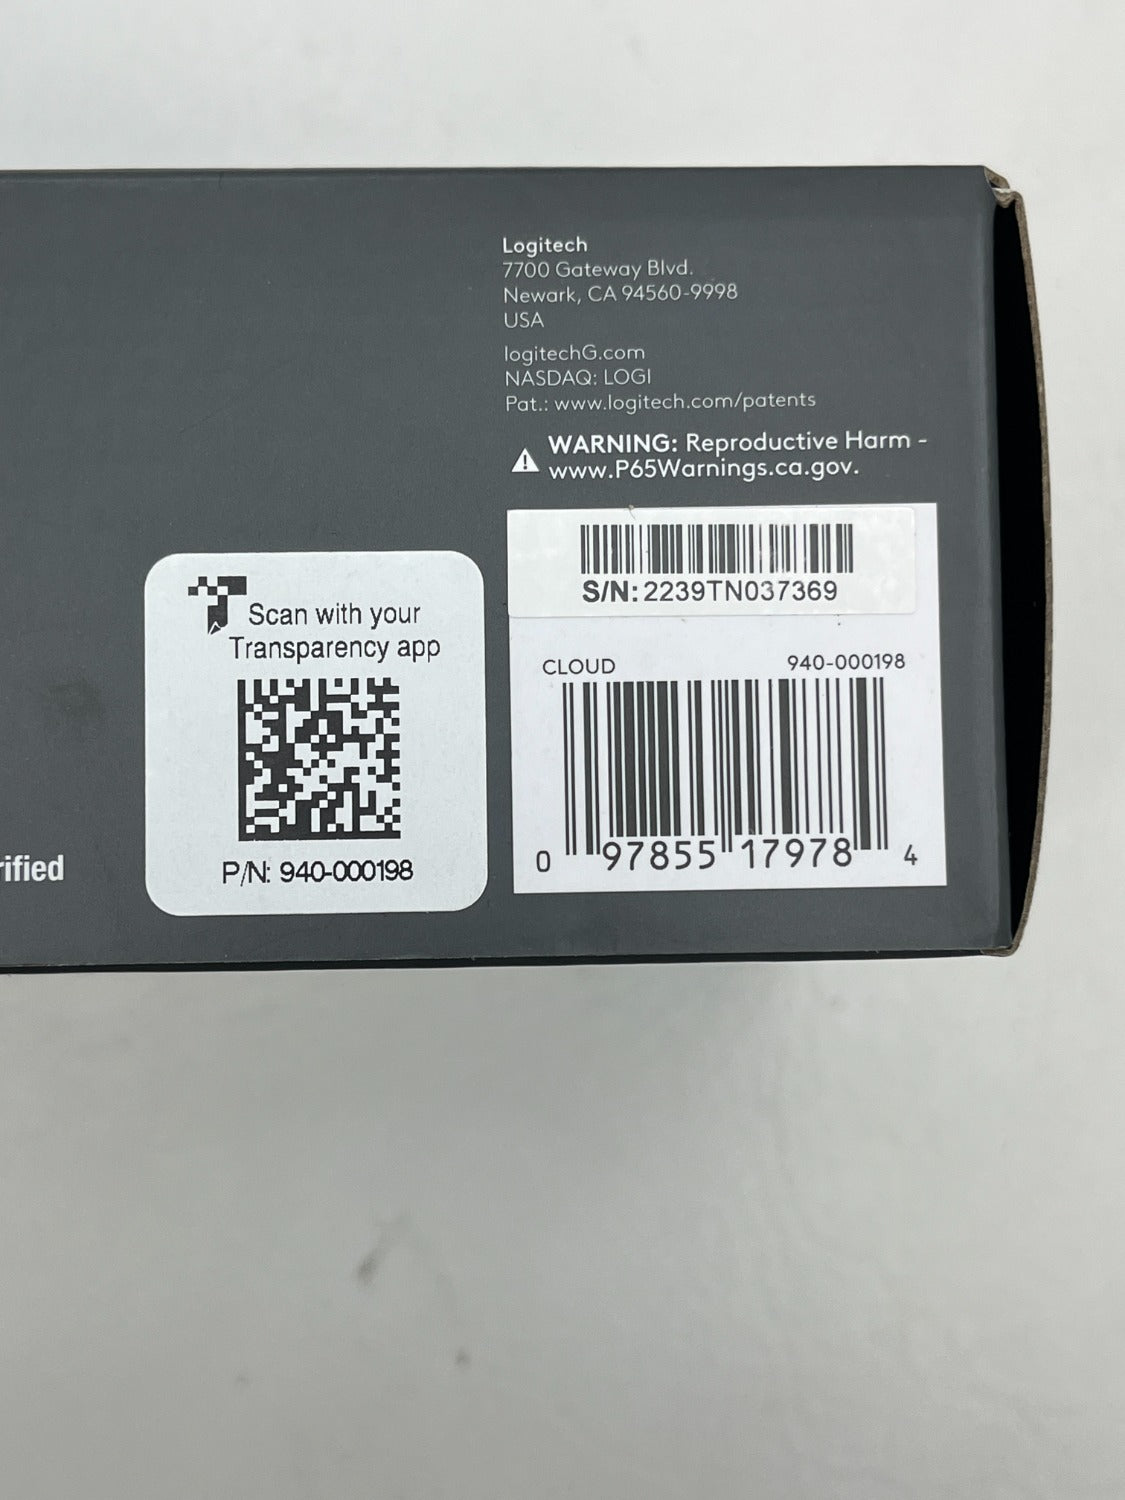 Logitech
7700 Gateway Blvd.
Newark, CA 94560-9998
USA
logitechG.com
NASDAQ: LOGI
Pat.: www.logitech.com/patents
WARNING: Reproductive Harm -
www.P65Warnings.ca.gov.
S/N: 2239TN037369
CLOUD 940-000198
0 97855 17978 4
Scan with your
Transparency app
P/N: 940-000198